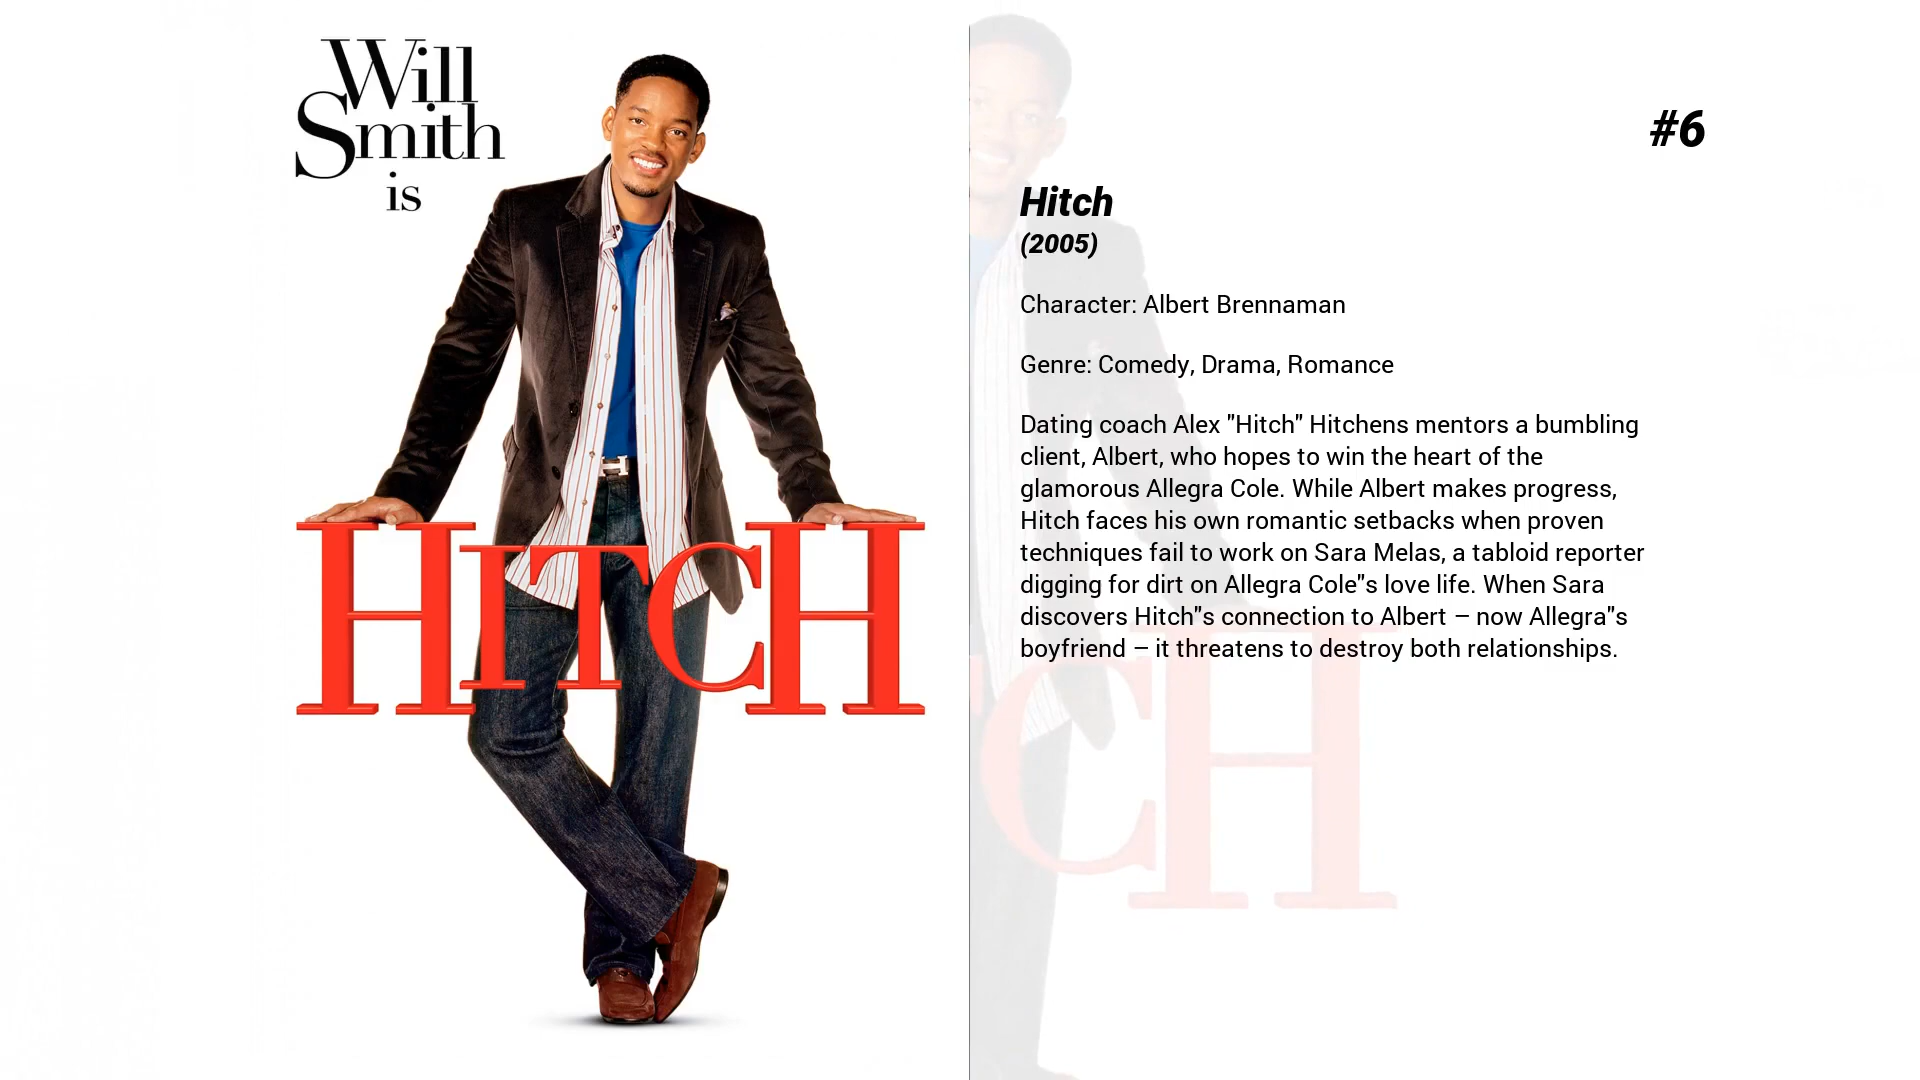 Will
Smith
is
HITCH
#6
Hitch
(2005)
Character: Albert Brennaman
Genre: Comedy, Drama, Romance
Dating coach Alex "Hitch" Hitchens mentors a bumbling
client, Albert, who hopes to win the heart of the
glamorous Allegra Cole. While Albert makes progress,
Hitch faces his own romantic setbacks when proven
techniques fail to work on Sara Melas, a tabloid reporter
digging for dirt on Allegra Cole"s love life. When Sara
discovers Hitch"s connection to Albert – now Allegra"s
boyfriend – it threatens to destroy both relationships.